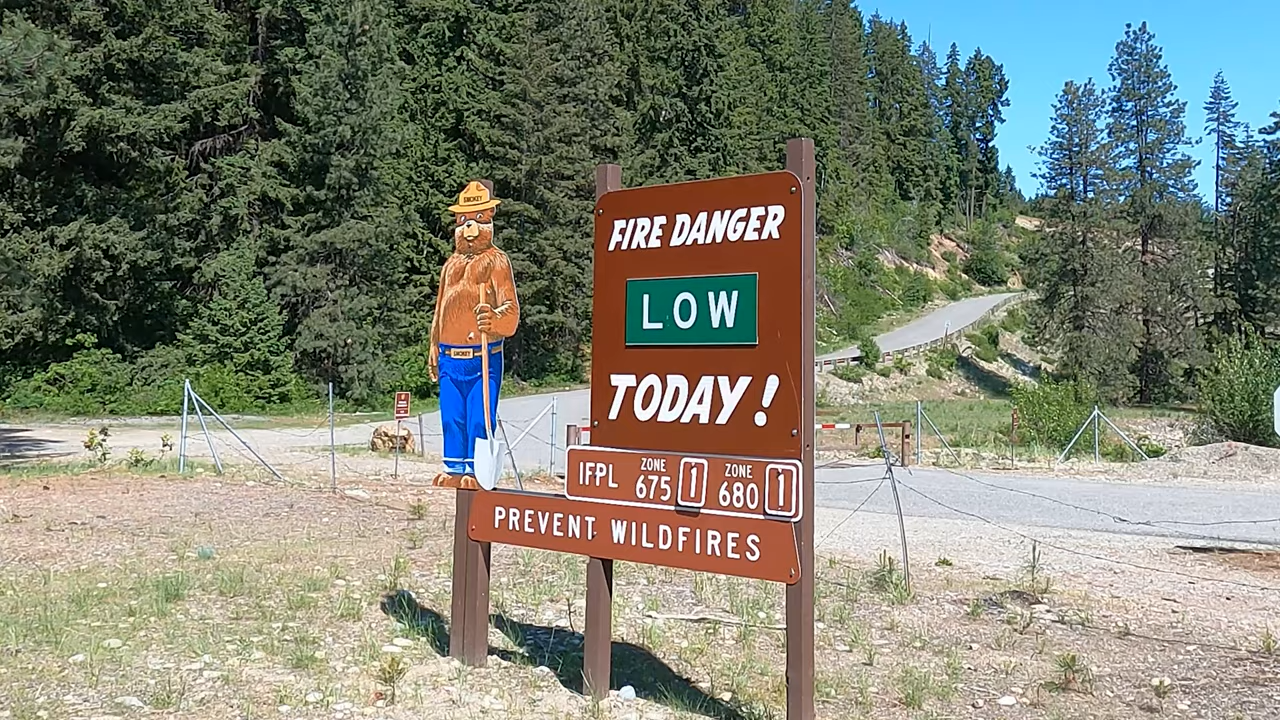 SMOKEY
SMOKEY
FIRE DANGER
LOW
TODAY!
IFPL ZONE 675 1 ZONE 680 1
PREVENT WILDFIRES